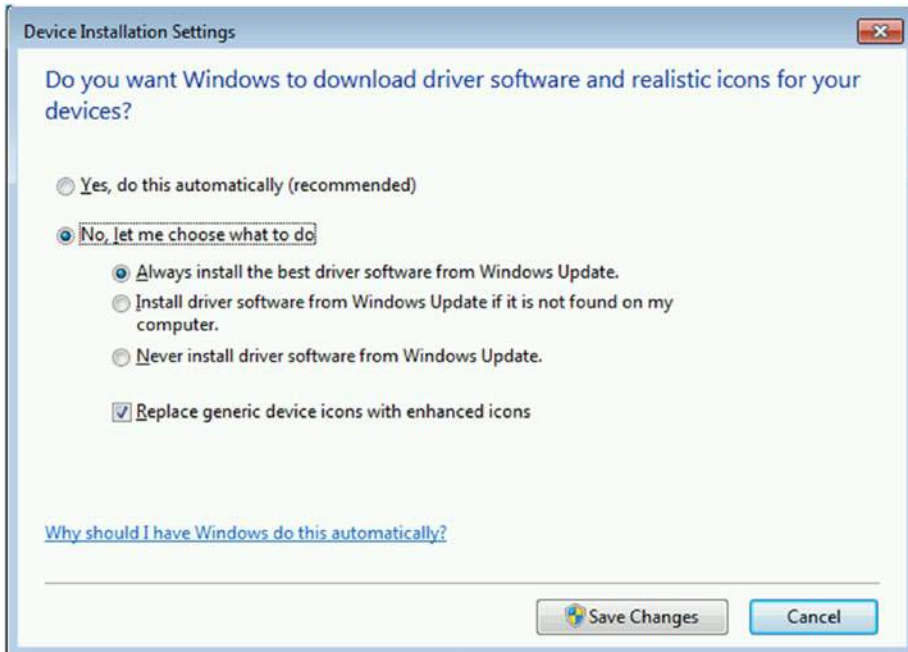 Device Installation Settings
Do you want Windows to download driver software and realistic icons for your
devices?
Yes, do this automatically (recommended)
No, let me choose what to do
Always install the best driver software from Windows Update.
Install driver software from Windows Update if it is not found on my
computer.
Never install driver software from Windows Update.
Replace generic device icons with enhanced icons
Why should I have Windows do this automatically?
Save Changes
Cancel